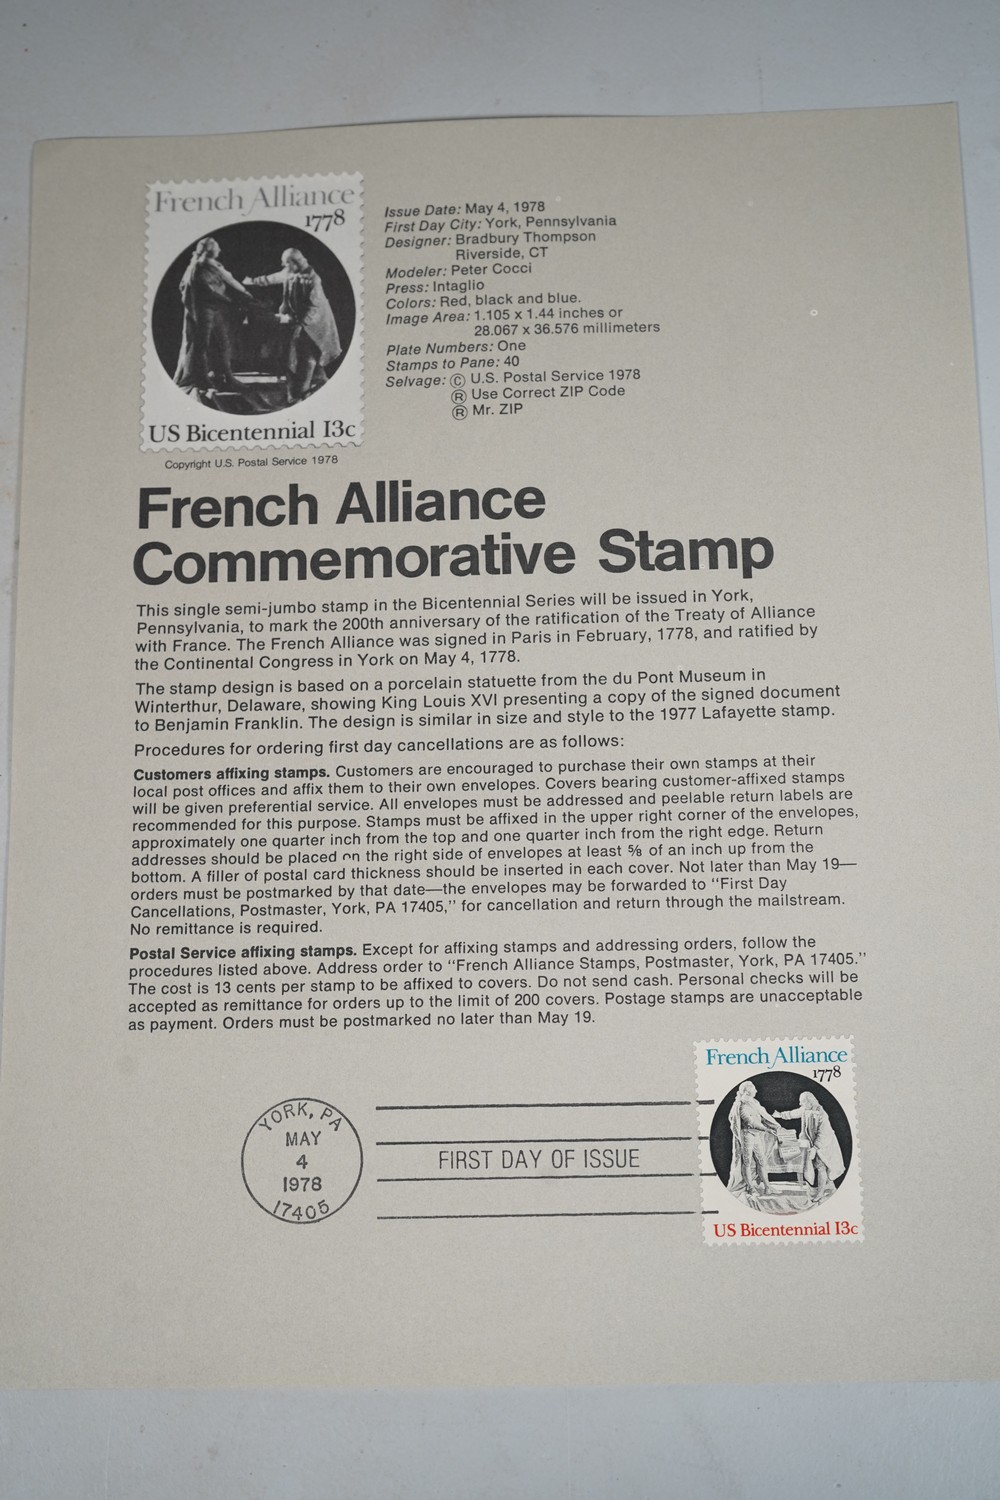 French Alliance
1778
US Bicentennial 13c
Copyright U.S. Postal Service 1978
Issue Date: May 4, 1978
First Day City: York, Pennsylvania
Designer: Bradbury Thompson
Riverside, CT
Modeler: Peter Cocci
Press: Intaglio
Colors: Red, black and blue.
Image Area: 1.105 x 1.44 inches or
28.067 x 36.576 millimeters
Plate Numbers: One
Stamps to Pane: 40
Selvage: Ⓒ U.S. Postal Service 1978
Ⓡ Use Correct ZIP Code
Ⓡ Mr. ZIP
French Alliance
Commemorative Stamp
This single semi-jumbo stamp in the Bicentennial Series will be issued in York,
Pennsylvania, to mark the 200th anniversary of the ratification of the Treaty of Alliance
with France. The French Alliance was signed in Paris in February, 1778, and ratified by
the Continental Congress in York on May 4, 1778.
The stamp design is based on a porcelain statuette from the du Pont Museum in
Winterthur, Delaware, showing King Louis XVI presenting a copy of the signed document
to Benjamin Franklin. The design is similar in size and style to the 1977 Lafayette stamp.
Procedures for ordering first day cancellations are as follows:
Customers affixing stamps. Customers are encouraged to purchase their own stamps at their
local post offices and affix them to their own envelopes. Covers bearing customer-affixed stamps
will be given preferential service. All envelopes must be addressed and peelable return labels are
recommended for this purpose. Stamps must be affixed in the upper right corner of the envelopes,
approximately one quarter inch from the top and one quarter inch from the right edge. Return
addresses should be placed on the right side of envelopes at least ⅝ of an inch up from the
bottom. A filler of postal card thickness should be inserted in each cover. Not later than May 19—
orders must be postmarked by that date—the envelopes may be forwarded to “First Day
Cancellations, Postmaster, York, PA 17405,” for cancellation and return through the mailstream.
No remittance is required.
Postal Service affixing stamps. Except for affixing stamps and addressing orders, follow the
procedures listed above. Address order to “French Alliance Stamps, Postmaster, York, PA 17405.”
The cost is 13 cents per stamp to be affixed to covers. Do not send cash. Personal checks will be
accepted as remittance for orders up to the limit of 200 covers. Postage stamps are unacceptable
as payment. Orders must be postmarked no later than May 19.
YORK, PA
MAY
4
1978
17405
FIRST DAY OF ISSUE
French Alliance
1778
US Bicentennial 13c